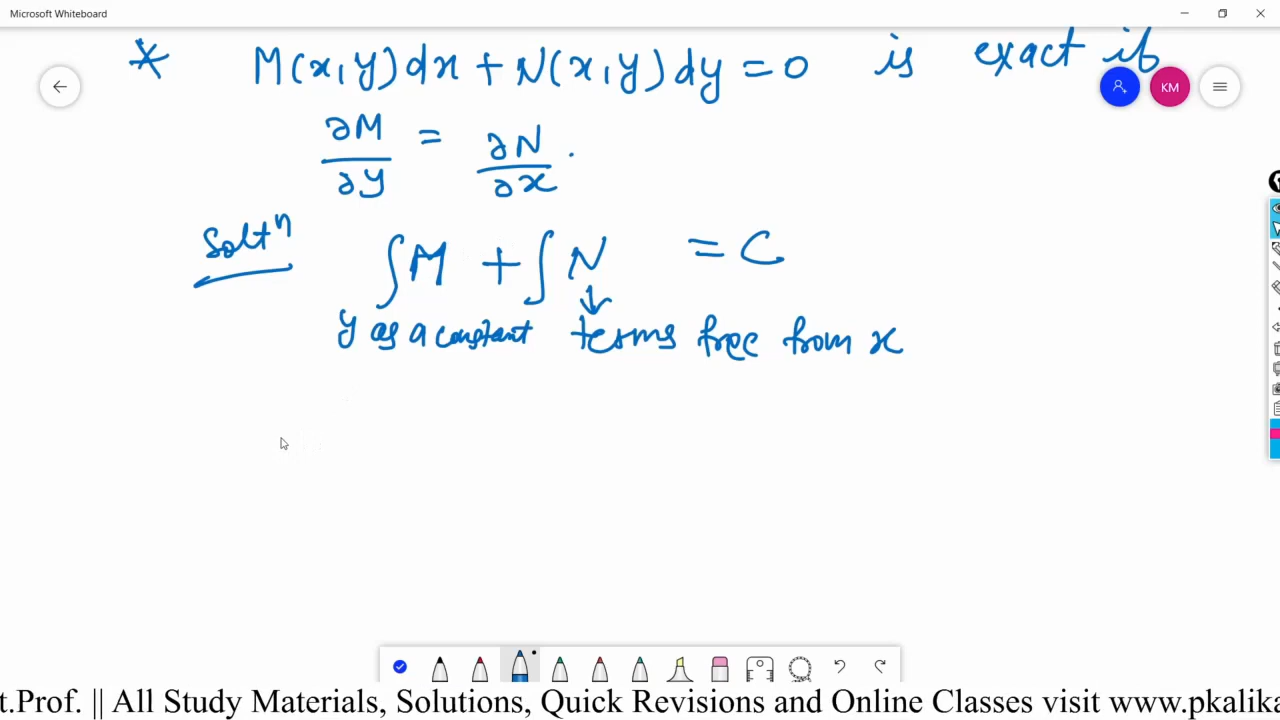 Microsoft Whiteboard
* M(x,y)dx + N(x,y)dy = 0 is exact if
KM
∂M/∂y = ∂N/∂x .
Soltⁿ ∫M + ∫N = C
y as a constant terms free from x
t.Prof. || All Study Materials, Solutions, Quick Revisions and Online Classes visit www.pkalika